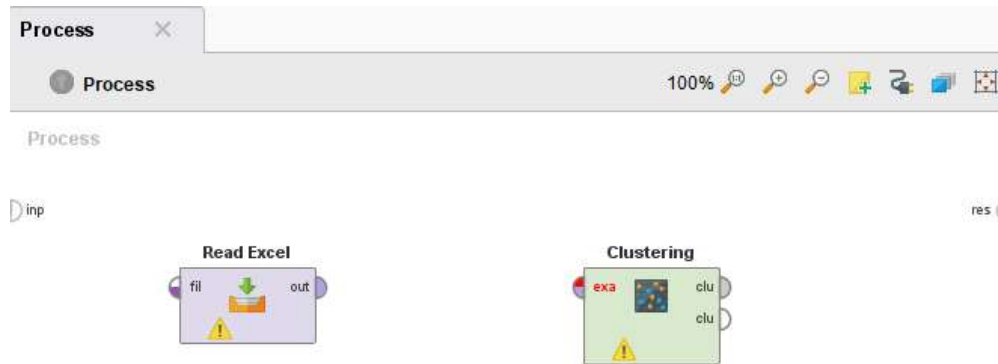 Process
Process
100%
Process
inp
res
Read Excel
Clustering
fil
out
exa
clu
clu